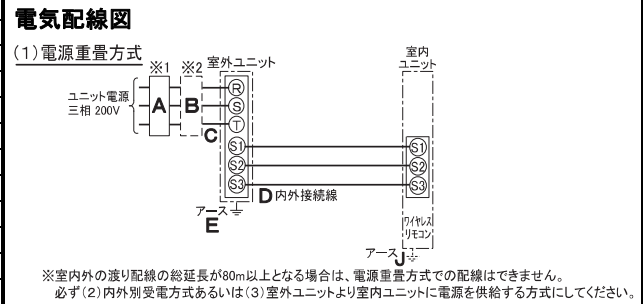 電気配線図
(1)電源重畳方式
※1 ※2 室外ユニット
室内
ユニット
ユニット電源
三相 200V
A B C
R
S
T
S1
S2
S3
S1
S2
S3
D 内外接続線
アース
E
ワイヤレス
リモコン
アース J
※室内外の渡り配線の総延長が80m以上となる場合は、電源重畳方式での配線はできません。
必ず(2)内外別受電方式あるいは(3)室外ユニットより室内ユニットに電源を供給する方式にしてください。